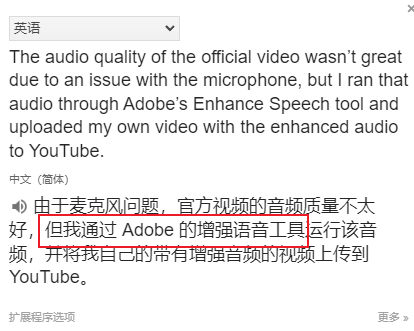 英语
The audio quality of the official video wasn’t great
due to an issue with the microphone, but I ran that
audio through Adobe’s Enhance Speech tool and
uploaded my own video with the enhanced audio
to YouTube.
中文（简体）
由于麦克风问题，官方视频的音频质量不太
好，但我通过 Adobe 的增强语音工具运行该音
频，并将我自己的带有增强音频的视频上传到
YouTube。
扩展程序选项
更多 »